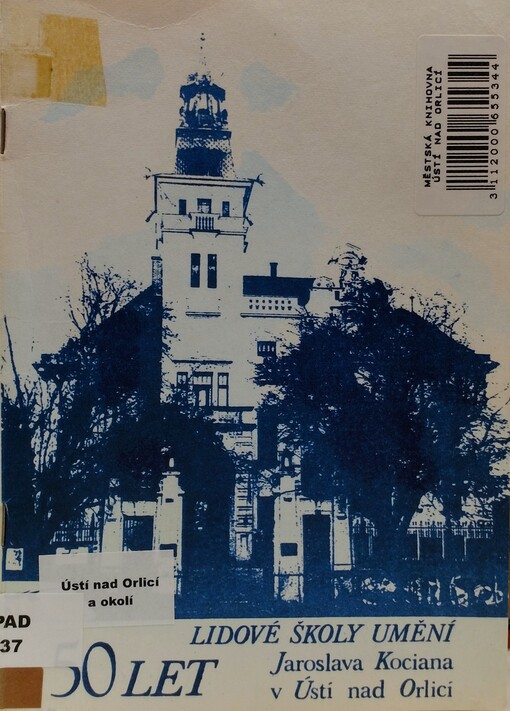 MĚSTSKÁ KNIHOVNA
ÚSTÍ NAD ORLICÍ
3112000655344
Ústí nad Orlicí
a okolí
PAD
37
50 LET
LIDOVÉ ŠKOLY UMĚNÍ
Jaroslava Kociana
v Ústí nad Orlicí